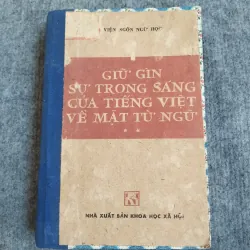 VIỆN NGÔN NGỮ HỌC
GIỮ GÌN
SỰ TRONG SÁNG
CỦA TIẾNG VIỆT
VỀ MẶT TỪ NGỮ
* *
NHÀ XUẤT BẢN KHOA HỌC XÃ HỘI